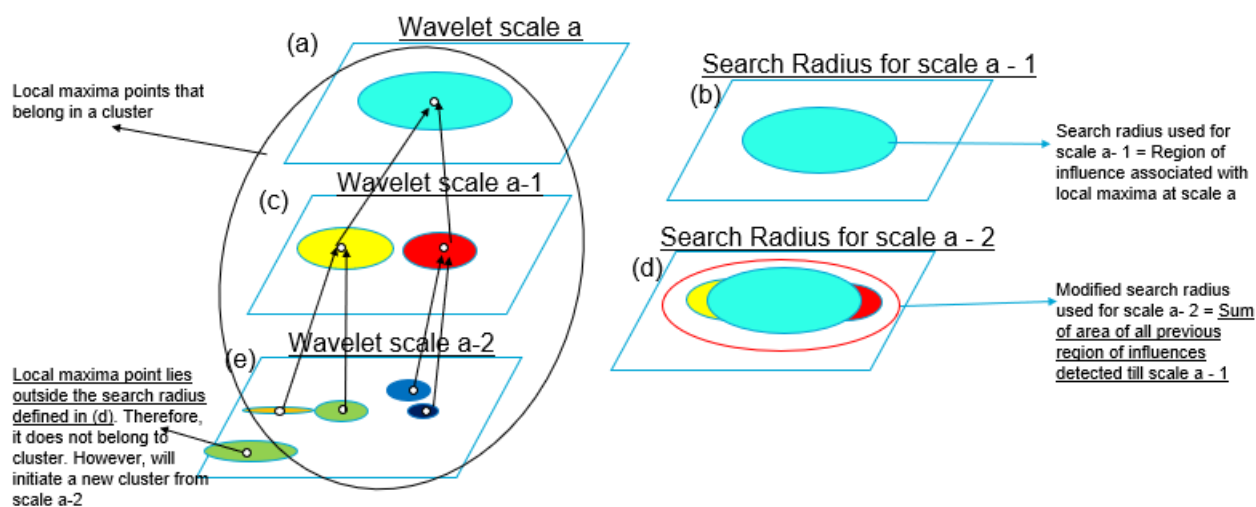 Wavelet scale a
(a)
Local maxima points that
belong in a cluster
Search Radius for scale a - 1
(b)
Search radius used for
scale a- 1 = Region of
influence associated with
local maxima at scale a
Wavelet scale a-1
(c)
Search Radius for scale a - 2
(d)
Modified search radius
used for scale a- 2 = Sum
of area of all previous
region of influences
detected till scale a - 1
Wavelet scale a-2
(e)
Local maxima point lies
outside the search radius
defined in (d). Therefore,
it does not belong to
cluster. However, will
initiate a new cluster from
scale a-2